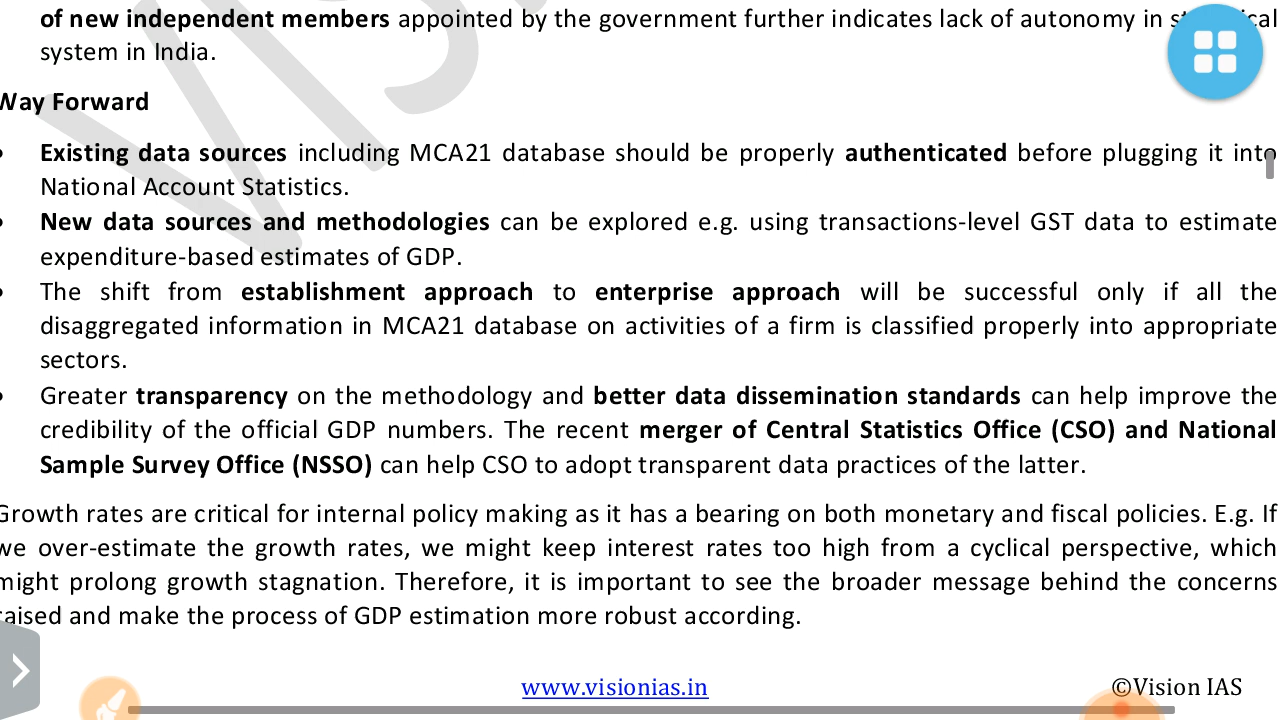 of new independent members appointed by the government further indicates lack of autonomy in
system in India.
Way Forward
• Existing data sources including MCA21 database should be properly authenticated before plugging it into
National Account Statistics.
• New data sources and methodologies can be explored e.g. using transactions-level GST data to estimate
expenditure-based estimates of GDP.
• The shift from establishment approach to enterprise approach will be successful only if all the
disaggregated information in MCA21 database on activities of a firm is classified properly into appropriate
sectors.
• Greater transparency on the methodology and better data dissemination standards can help improve the
credibility of the official GDP numbers. The recent merger of Central Statistics Office (CSO) and National
Sample Survey Office (NSSO) can help CSO to adopt transparent data practices of the latter.
Growth rates are critical for internal policy making as it has a bearing on both monetary and fiscal policies. E.g. If
we over-estimate the growth rates, we might keep interest rates too high from a cyclical perspective, which
might prolong growth stagnation. Therefore, it is important to see the broader message behind the concerns
raised and make the process of GDP estimation more robust according.
www.visionias.in ©Vision IAS